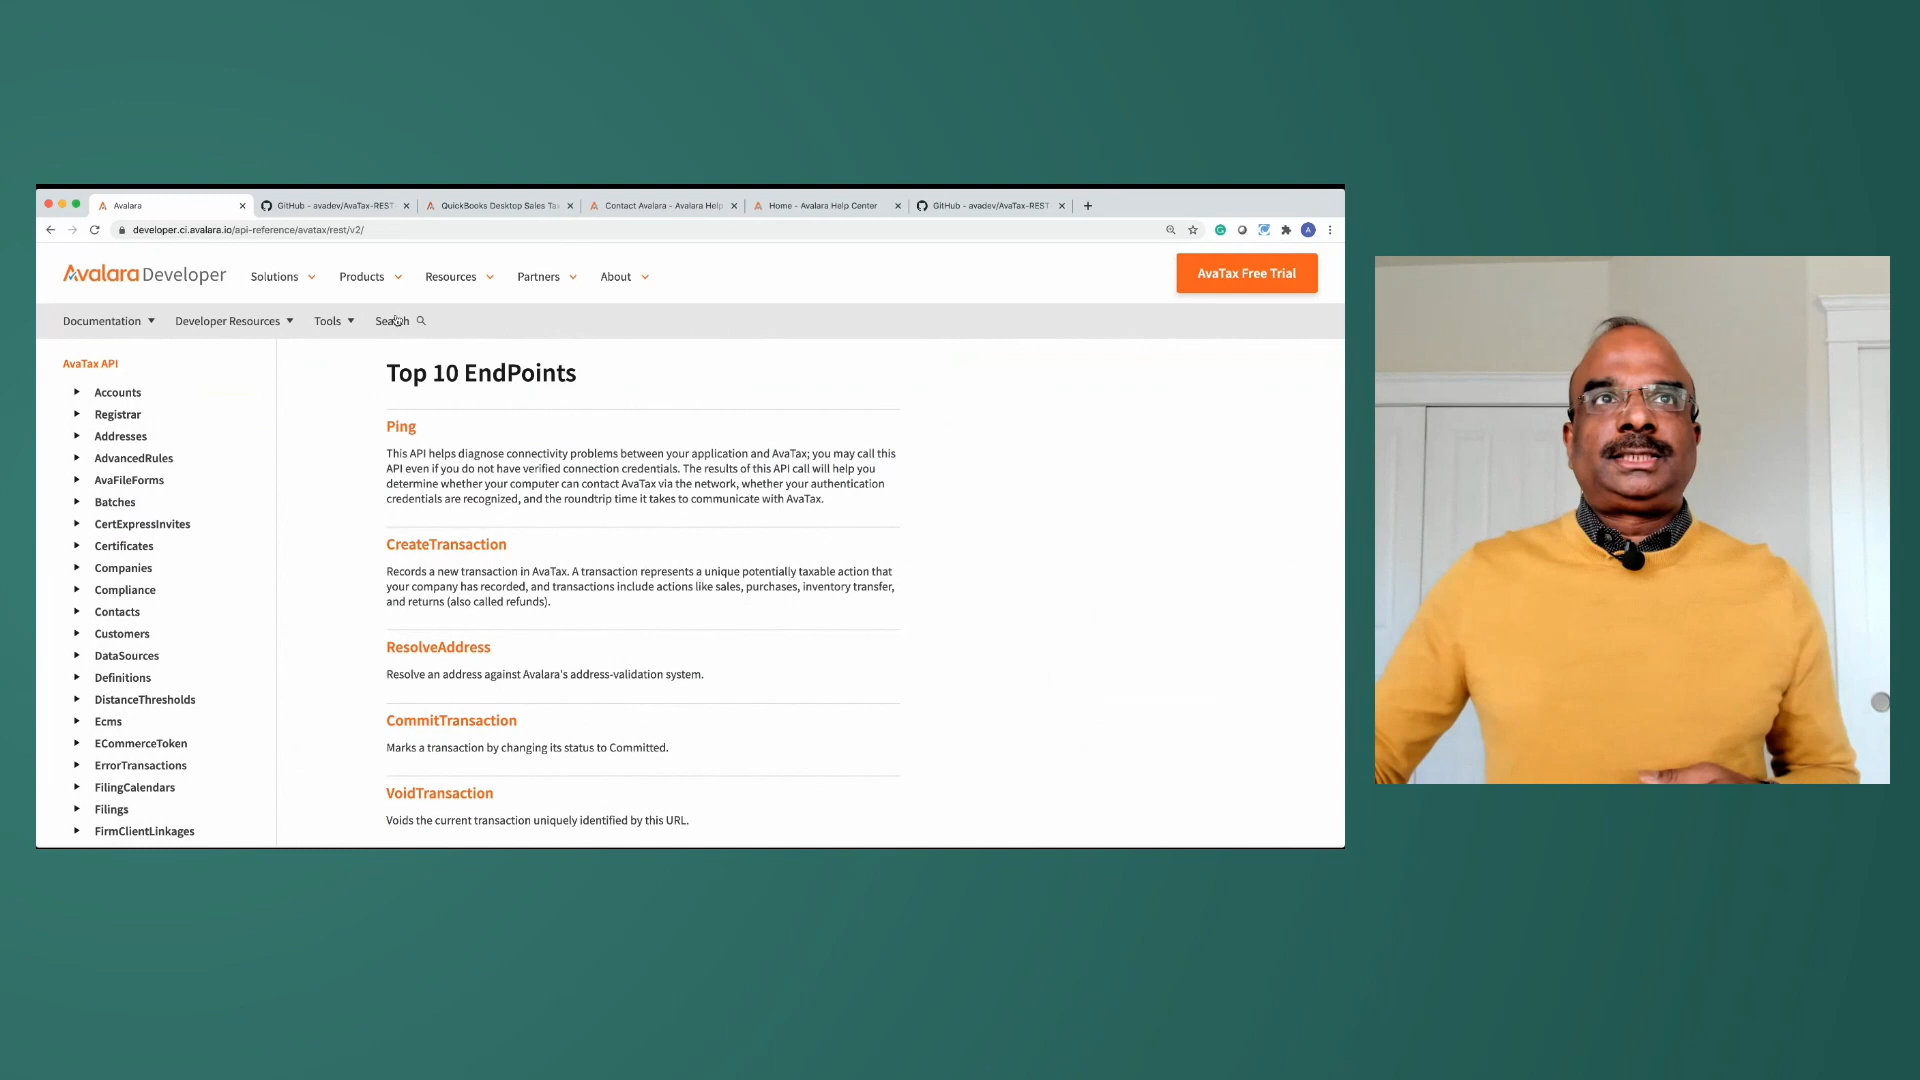 Avalara
GitHub - avadev/AvaTax-REST
QuickBooks Desktop Sales Tax
Contact Avalara - Avalara Help
Home - Avalara Help Center
GitHub - avadev/AvaTax-REST
developer.ci.avalara.io/api-reference/avatax/rest/v2/
A
Avalara Developer
Solutions
Products
Resources
Partners
About
AvaTax Free Trial
Documentation
Developer Resources
Tools
Search
AvaTax API
Accounts
Registrar
Addresses
AdvancedRules
AvaFileForms
Batches
CertExpressInvites
Certificates
Companies
Compliance
Contacts
Customers
DataSources
Definitions
DistanceThresholds
Ecms
ECommerceToken
ErrorTransactions
FilingCalendars
Filings
FirmClientLinkages
Top 10 EndPoints
Ping
This API helps diagnose connectivity problems between your application and AvaTax; you may call this
API even if you do not have verified connection credentials. The results of this API call will help you
determine whether your computer can contact AvaTax via the network, whether your authentication
credentials are recognized, and the roundtrip time it takes to communicate with AvaTax.
CreateTransaction
Records a new transaction in AvaTax. A transaction represents a unique potentially taxable action that
your company has recorded, and transactions include actions like sales, purchases, inventory transfer,
and returns (also called refunds).
ResolveAddress
Resolve an address against Avalara's address-validation system.
CommitTransaction
Marks a transaction by changing its status to Committed.
VoidTransaction
Voids the current transaction uniquely identified by this URL.